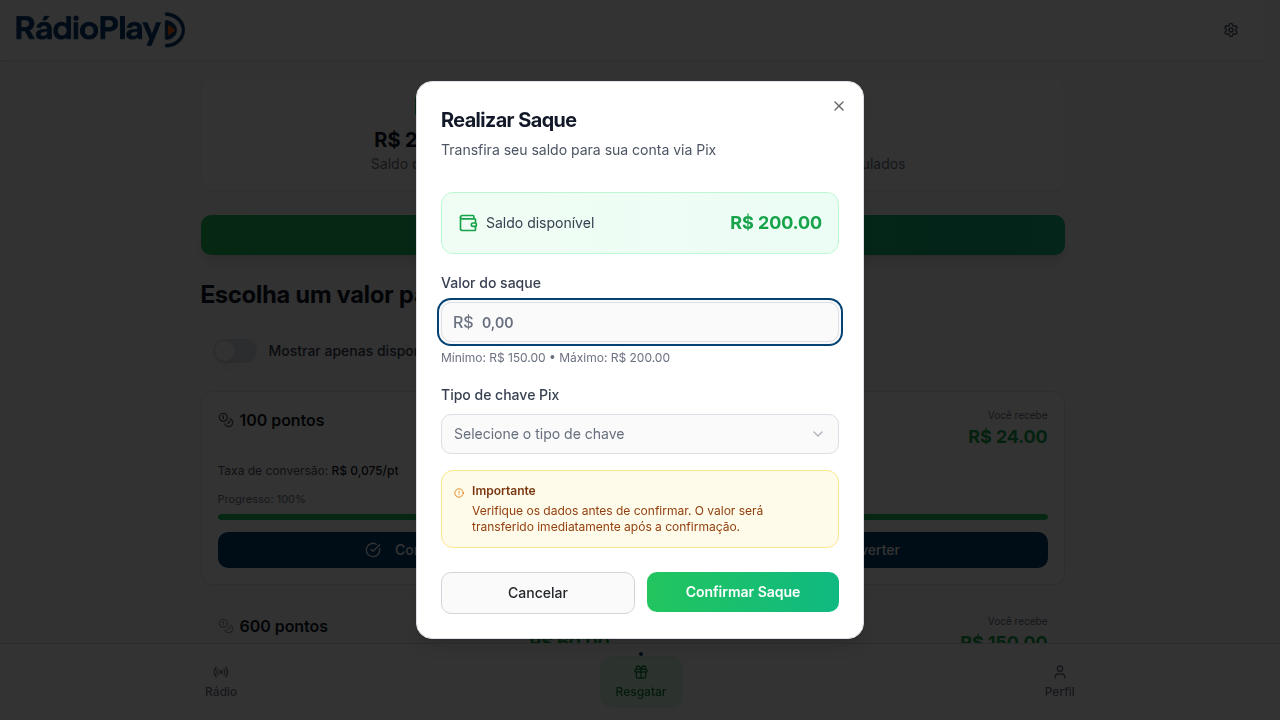 RádioPlay
R$ 2
Saldo d
ulados
Realizar Saque
Transfira seu saldo para sua conta via Pix
Saldo disponível
R$ 200.00
Valor do saque
R$ 0,00
Mínimo: R$ 150.00 • Máximo: R$ 200.00
Tipo de chave Pix
Selecione o tipo de chave
Importante
Verifique os dados antes de confirmar. O valor será
transferido imediatamente após a confirmação.
Cancelar
Confirmar Saque
Escolha um valor pa
Mostrar apenas dispon
100 pontos
Você recebe
R$ 24.00
Taxa de conversão: R$ 0,075/pt
Progresso: 100%
Con
verter
600 pontos
R$ 60.00
Você recebe
R$ 150.00
Rádio
Resgatar
Perfil